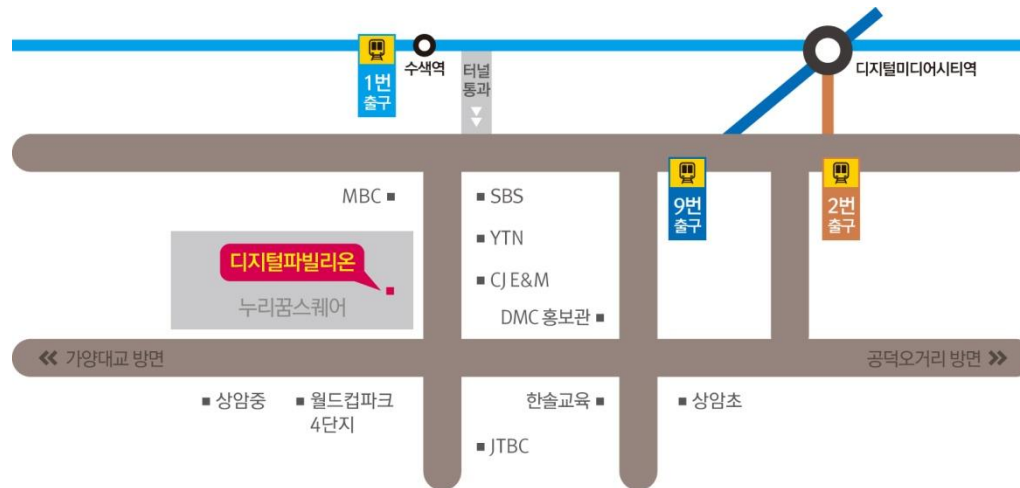 1번
출구
수색역
터널
통과
디지털미디어시티역
MBC
SBS
9번
출구
2번
출구
YTN
디지털파빌리온
CJ E&M
누리꿈스퀘어
DMC 홍보관
가양대교 방면
공덕오거리 방면
상암중
월드컵파크
4단지
한솔교육
상암초
JTBC